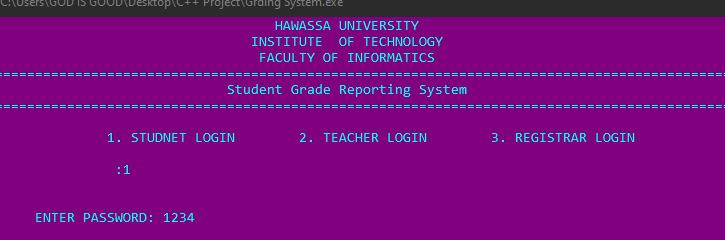 C:\Users\GOD IS GOOD\Desktop\C++ Project\Grding System.exe
HAWASSA UNIVERSITY
INSTITUTE OF TECHNOLOGY
FACULTY OF INFORMATICS
Student Grade Reporting System
1. STUDNET LOGIN 2. TEACHER LOGIN 3. REGISTRAR LOGIN
:1
ENTER PASSWORD: 1234